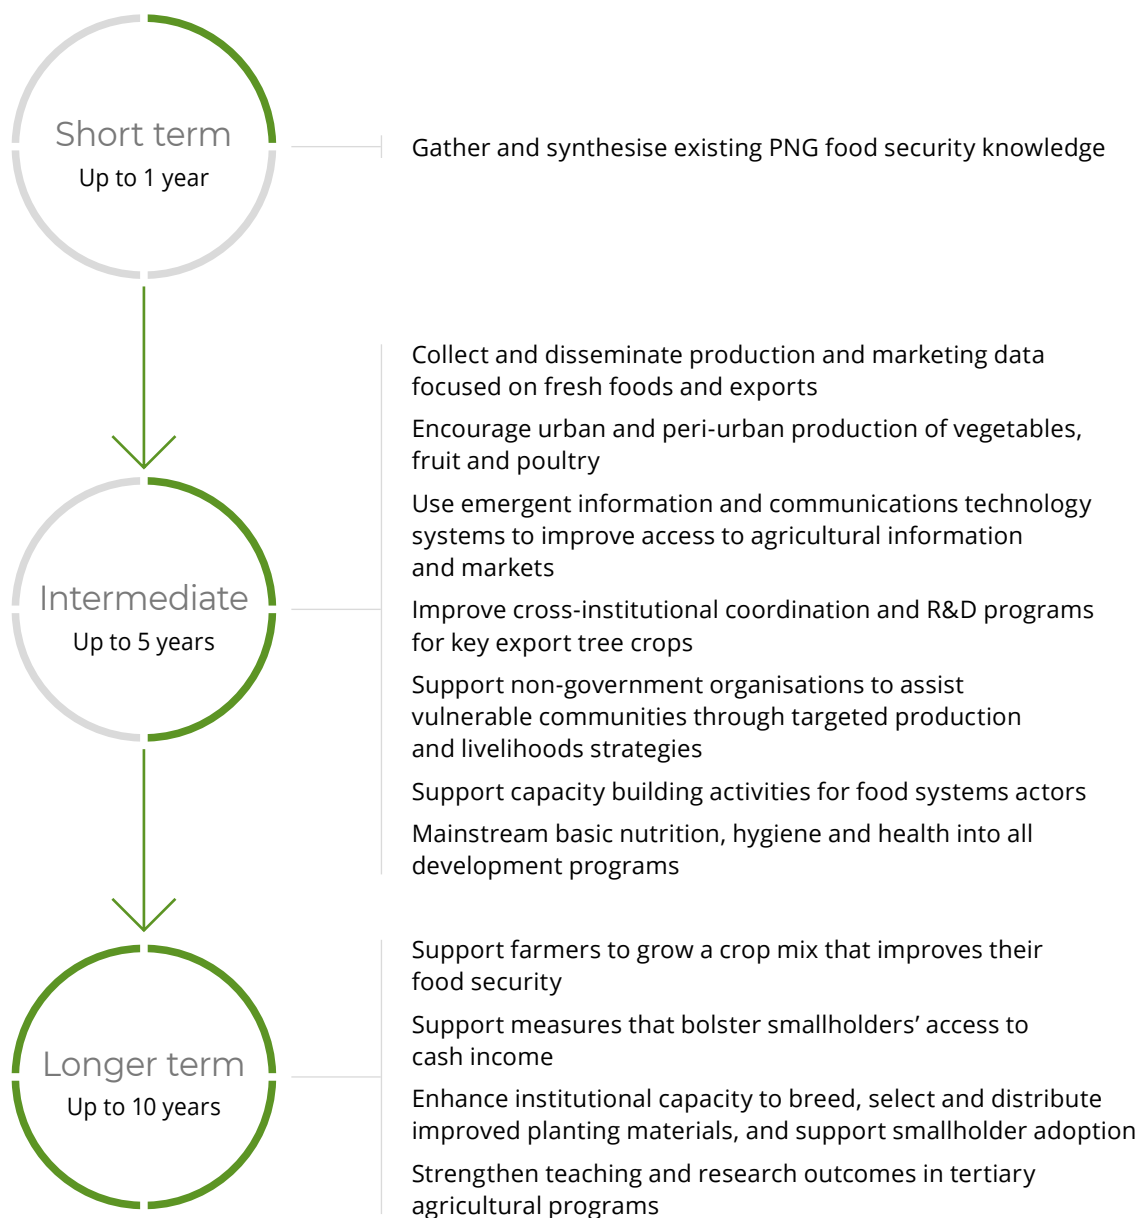 Short term
Up to 1 year
Gather and synthesise existing PNG food security knowledge
Intermediate
Up to 5 years
Collect and disseminate production and marketing data
focused on fresh foods and exports
Encourage urban and peri-urban production of vegetables,
fruit and poultry
Use emergent information and communications technology
systems to improve access to agricultural information
and markets
Improve cross-institutional coordination and R&D programs
for key export tree crops
Support non-government organisations to assist
vulnerable communities through targeted production
and livelihoods strategies
Support capacity building activities for food systems actors
Mainstream basic nutrition, hygiene and health into all
development programs
Longer term
Up to 10 years
Support farmers to grow a crop mix that improves their
food security
Support measures that bolster smallholders’ access to
cash income
Enhance institutional capacity to breed, select and distribute
improved planting materials, and support smallholder adoption
Strengthen teaching and research outcomes in tertiary
agricultural programs